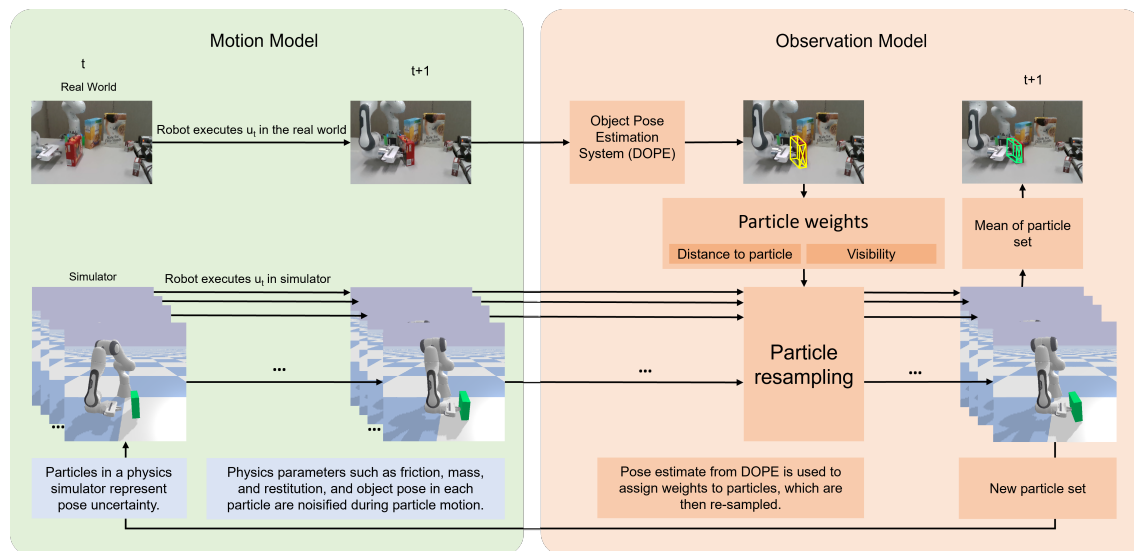 Motion Model
Observation Model
t
t+1
t+1
Real World
Robot executes ut in the real world
Object Pose
Estimation
System (DOPE)
Particle weights
Distance to particle
Visibility
Mean of particle
set
Simulator
Robot executes ut in simulator
...
...
...
Particle
resampling
...
...
Particles in a physics
simulator represent
pose uncertainty.
Physics parameters such as friction, mass,
and restitution, and object pose in each
particle are noisified during particle motion.
Pose estimate from DOPE is used to
assign weights to particles, which are
then re-sampled.
New particle set